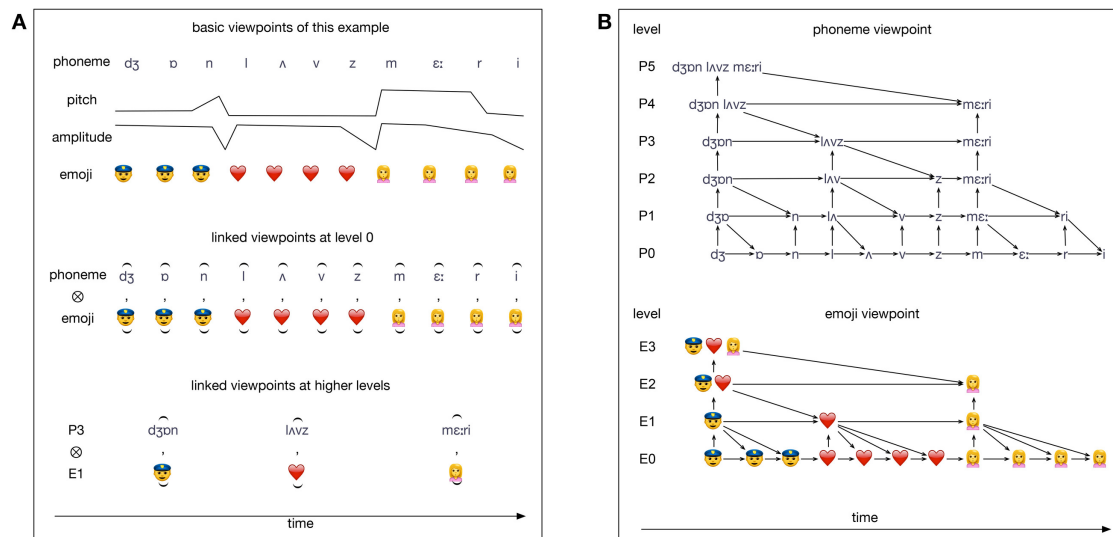 A
basic viewpoints of this example
phoneme dʒ ɒ n l ʌ v z m ɛː r i
pitch
amplitude
emoji 👮 👮 👮 ❤️ ❤️ ❤️ ❤️ 👧 👧 👧 👧
linked viewpoints at level 0
phoneme dʒ ɒ n l ʌ v z m ɛː r i
⊗ , , , , , , , , , , ,
emoji 👮 👮 👮 ❤️ ❤️ ❤️ ❤️ 👧 👧 👧 👧
linked viewpoints at higher levels
P3 dʒɒn lʌvz mɛːri
⊗ , , ,
E1 👮 ❤️ 👧
time
B
level phoneme viewpoint
P5 dʒɒn lʌvz mɛːri
P4 dʒɒn lʌvz mɛːri
P3 dʒɒn lʌvz mɛːri
P2 dʒɒn lʌv z mɛːri
P1 dʒɒ n lʌ v z mɛː ri
P0 dʒ ɒ n l ʌ v z m ɛː r i
level emoji viewpoint
E3 👮 ❤️ 👧
E2 👮 ❤️ 👧
E1 👮 ❤️ 👧
E0 👮 👮 👮 ❤️ ❤️ ❤️ ❤️ 👧 👧 👧 👧
time